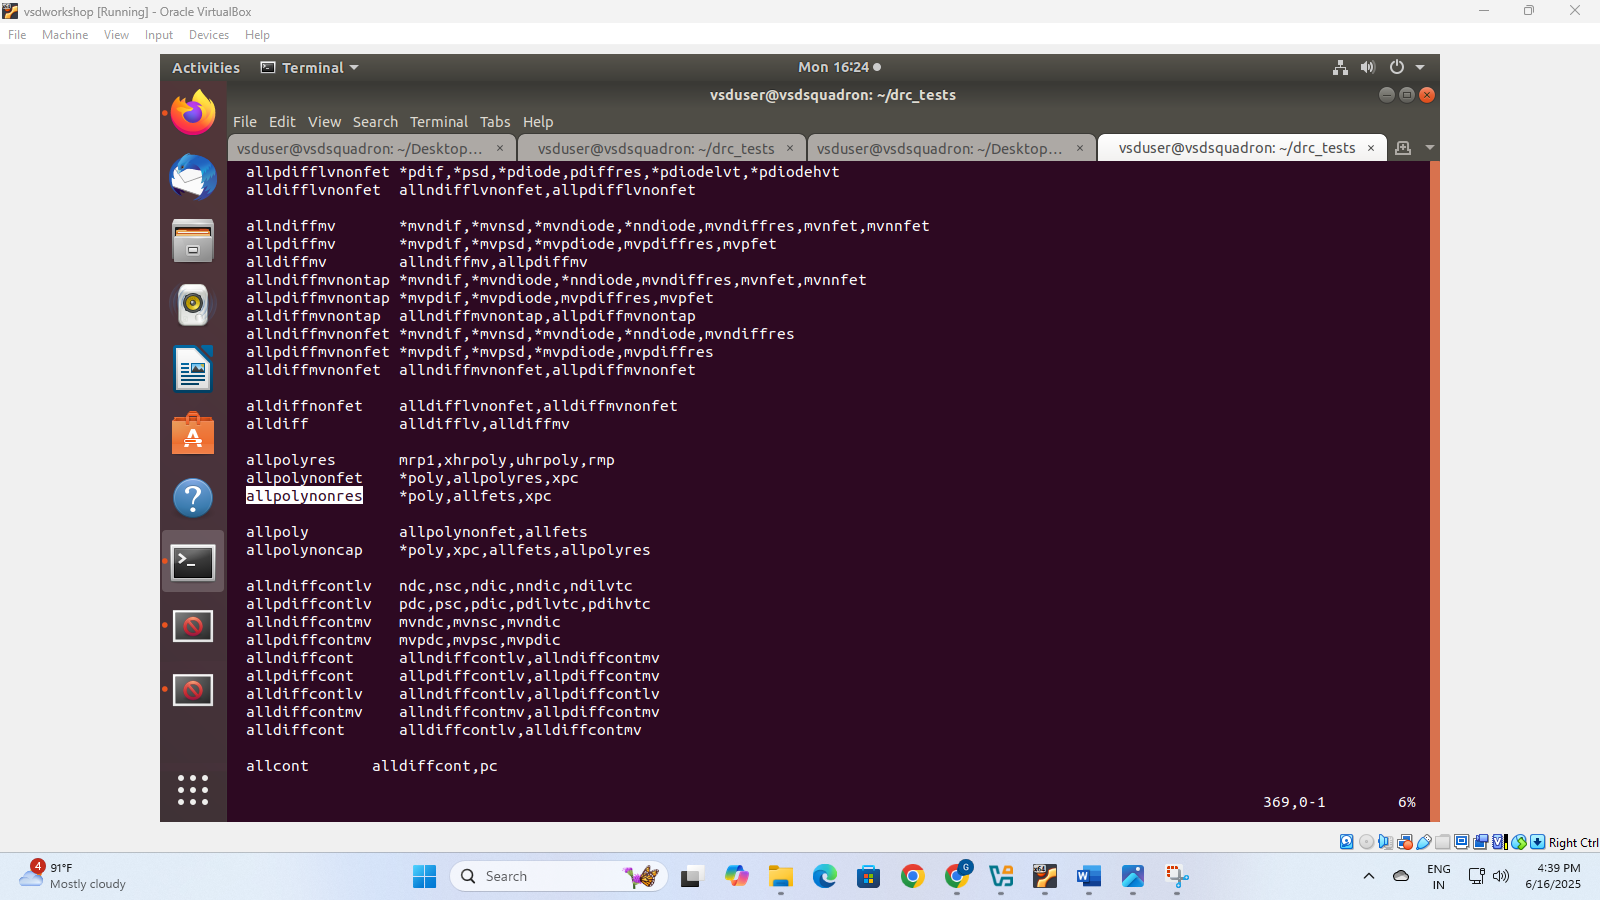 vsdworkshop [Running] - Oracle VirtualBox
File Machine View Input Devices Help
Activities Terminal Mon 16:24
vsduser@vsdsquadron: ~/drc_tests
File Edit View Search Terminal Tabs Help
vsduser@vsdsquadron: ~/Desktop... × vsduser@vsdsquadron: ~/drc_tests × vsduser@vsdsquadron: ~/Desktop... × vsduser@vsdsquadron: ~/drc_tests ×
allpdifflvnonfet *pdif,*psd,*pdiode,pdiffres,*pdiodelvt,*pdiodehvt
alldifflvnonfet allndifflvnonfet,allpdifflvnonfet
allndiffmv *mvndif,*mvnsd,*mvndiode,*nndiode,mvndiffres,mvnfet,mvnnfet
allpdiffmv *mvpdif,*mvpsd,*mvpdiode,mvpdiffres,mvpfet
alldiffmv allndiffmv,allpdiffmv
allndiffmvnontap *mvndif,*mvndiode,*nndiode,mvndiffres,mvnfet,mvnnfet
allpdiffmvnontap *mvpdif,*mvpdiode,mvpdiffres,mvpfet
alldiffmvnontap allndiffmvnontap,allpdiffmvnontap
allndiffmvnonfet *mvndif,*mvnsd,*mvndiode,*nndiode,mvndiffres
allpdiffmvnonfet *mvpdif,*mvpsd,*mvpdiode,mvpdiffres
alldiffmvnonfet allndiffmvnonfet,allpdiffmvnonfet
alldiffnonfet alldifflvnonfet,alldiffmvnonfet
alldiff alldifflv,alldiffmv
allpolyres mrp1,xhrpoly,uhrpoly,rmp
allpolynonfet *poly,allpolyres,xpc
allpolynonres *poly,allfets,xpc
allpoly allpolynonfet,allfets
allpolynoncap *poly,xpc,allfets,allpolyres
allndiffcontlv ndc,nsc,ndic,nndic,ndilvtc
allpdiffcontlv pdc,psc,pdic,pdilvtc,pdihvtc
allndiffcontmv mvndc,mvnsc,mvndic
allpdiffcontmv mvpdc,mvpsc,mvpdic
allndiffcont allndiffcontlv,allndiffcontmv
allpdiffcont allpdiffcontlv,allpdiffcontmv
alldiffcontlv allndiffcontlv,allpdiffcontlv
alldiffcontmv allndiffcontmv,allpdiffcontmv
alldiffcont alldiffcontlv,alldiffcontmv
allcont alldiffcont,pc
369,0-1 6%
Right Ctrl
4 91°F
Mostly cloudy
Search
G
x64
ENG
IN
4:39 PM
6/16/2025